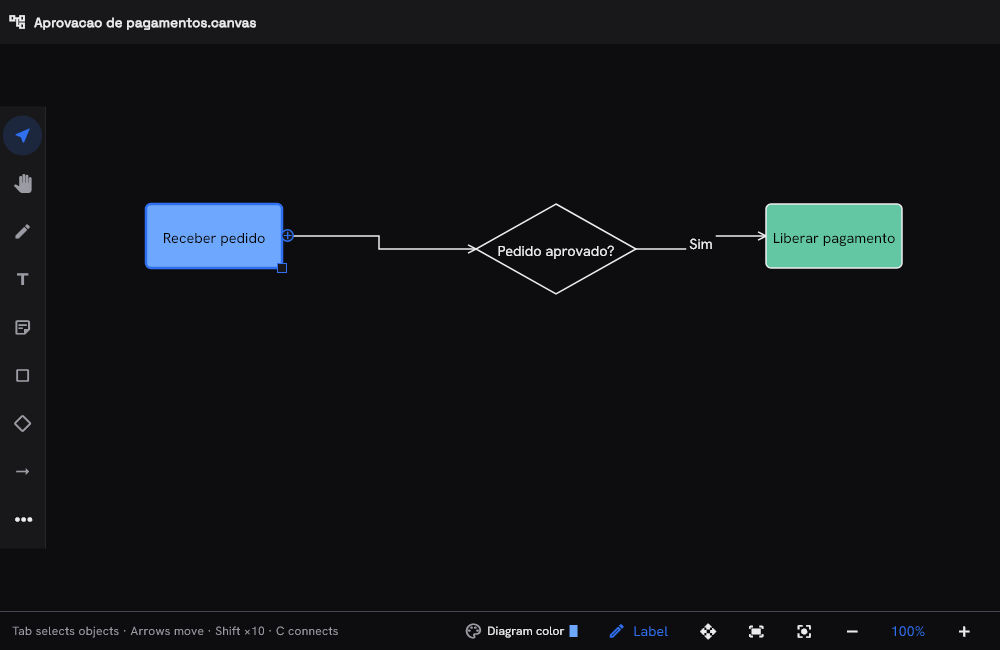 Aprovacao de pagamentos.canvas
Receber pedido
Pedido aprovado?
Sim
Liberar pagamento
T
Tab selects objects · Arrows move · Shift ×10 · C connects
Diagram color
Label
100%